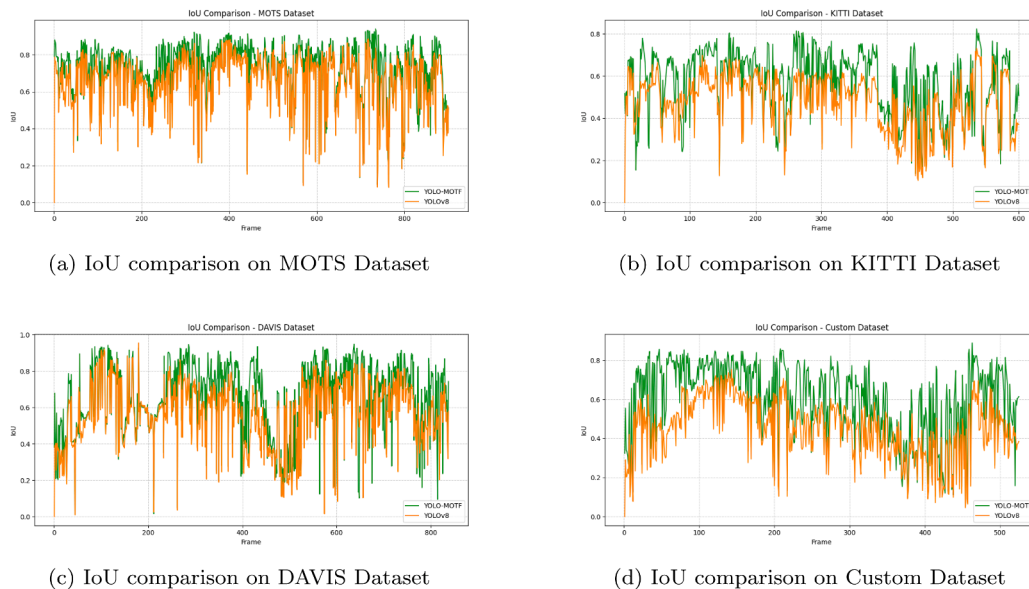 IoU Comparison - MOTS Dataset
IoU
0.8
0.6
0.4
0.2
0.0
0
200
400
600
800
Frame
YOLO-MOTF
YOLOv8
(a) IoU comparison on MOTS Dataset
IoU Comparison - KITTI Dataset
IoU
0.8
0.6
0.4
0.2
0.0
0
100
200
300
400
500
600
Frame
YOLO-MOTF
YOLOv8
(b) IoU comparison on KITTI Dataset
IoU Comparison - DAVIS Dataset
IoU
1.0
0.8
0.6
0.4
0.2
0.0
0
200
400
600
800
Frame
YOLO-MOTF
YOLOv8
(c) IoU comparison on DAVIS Dataset
IoU Comparison - Custom Dataset
IoU
0.8
0.6
0.4
0.2
0.0
0
100
200
300
400
500
Frame
YOLO-MOTF
YOLOv8
(d) IoU comparison on Custom Dataset